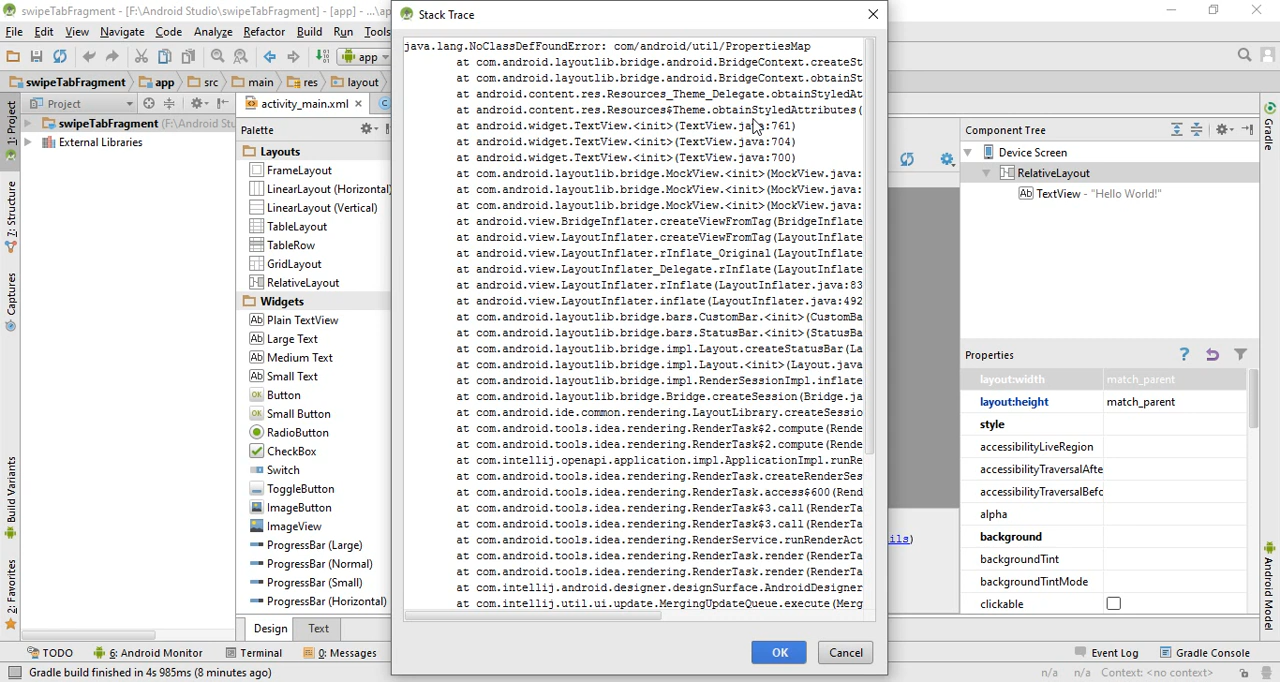 swipeTabFragment - [F:\Android Studio\swipeTabFragment] - [app] - ...\ap
File Edit View Navigate Code Analyze Refactor Build Run Tools
app
swipeTabFragment app src main res layout
1: Project
7: Structure
Captures
Build Variants
2: Favorites
Project
swipeTabFragment (F:\Android Stu
External Libraries
activity_main.xml
Palette
Layouts
FrameLayout
LinearLayout (Horizontal)
LinearLayout (Vertical)
TableLayout
TableRow
GridLayout
RelativeLayout
Widgets
Plain TextView
Large Text
Medium Text
Small Text
OK Button
OK Small Button
RadioButton
CheckBox
Switch
ToggleButton
ImageButton
ImageView
ProgressBar (Large)
ProgressBar (Normal)
ProgressBar (Small)
ProgressBar (Horizontal)
Design Text
Stack Trace
java.lang.NoClassDefFoundError: com/android/util/PropertiesMap
at com.android.layoutlib.bridge.android.BridgeContext.createSt
at com.android.layoutlib.bridge.android.BridgeContext.obtainSt
at android.content.res.Resources_Theme_Delegate.obtainStyledAt
at android.content.res.Resources$Theme.obtainStyledAttributes(
at android.widget.TextView.<init>(TextView.java:761)
at android.widget.TextView.<init>(TextView.java:704)
at android.widget.TextView.<init>(TextView.java:700)
at com.android.layoutlib.bridge.MockView.<init>(MockView.java:
at com.android.layoutlib.bridge.MockView.<init>(MockView.java:
at com.android.layoutlib.bridge.MockView.<init>(MockView.java:
at android.view.BridgeInflater.createViewFromTag(BridgeInflate
at android.view.LayoutInflater.createViewFromTag(LayoutInflate
at android.view.LayoutInflater.rInflate_Original(LayoutInflate
at android.view.LayoutInflater_Delegate.rInflate(LayoutInflate
at android.view.LayoutInflater.rInflate(LayoutInflater.java:83
at android.view.LayoutInflater.inflate(LayoutInflater.java:492
at com.android.layoutlib.bridge.bars.CustomBar.<init>(CustomBa
at com.android.layoutlib.bridge.bars.StatusBar.<init>(StatusBa
at com.android.layoutlib.bridge.impl.Layout.createStatusBar(La
at com.android.layoutlib.bridge.impl.Layout.<init>(Layout.java
at com.android.layoutlib.bridge.impl.RenderSessionImpl.inflate
at com.android.layoutlib.bridge.Bridge.createSession(Bridge.ja
at com.android.ide.common.rendering.LayoutLibrary.createSessio
at com.android.tools.idea.rendering.RenderTask$2.compute(Rende
at com.android.tools.idea.rendering.RenderTask$2.compute(Rende
at com.intellij.openapi.application.impl.ApplicationImpl.runRe
at com.android.tools.idea.rendering.RenderTask.createRenderSes
at com.android.tools.idea.rendering.RenderTask.access$600(Rend
at com.android.tools.idea.rendering.RenderTask$3.call(RenderTa
at com.android.tools.idea.rendering.RenderTask$3.call(RenderTa
at com.android.tools.idea.rendering.RenderService.runRenderAct
at com.android.tools.idea.rendering.RenderTask.render(RenderTa
at com.android.tools.idea.rendering.RenderTask.render(RenderTa
at com.intellij.android.designer.designSurface.AndroidDesigner
at com.intellij.util.ui.update.MergingUpdateQueue.execute(Merg
OK Cancel
ils)
Component Tree
Device Screen
RelativeLayout
Ab TextView - "Hello World!"
Properties
layout:width match_parent
layout:height match_parent
style
accessibilityLiveRegion
accessibilityTraversalAfte
accessibilityTraversalBefo
alpha
background
backgroundTint
backgroundTintMode
clickable
Gradle
Android Model
TODO 6: Android Monitor Terminal 0: Messages Event Log Gradle Console
Gradle build finished in 4s 985ms (8 minutes ago) n/a n/a Context: <no context>